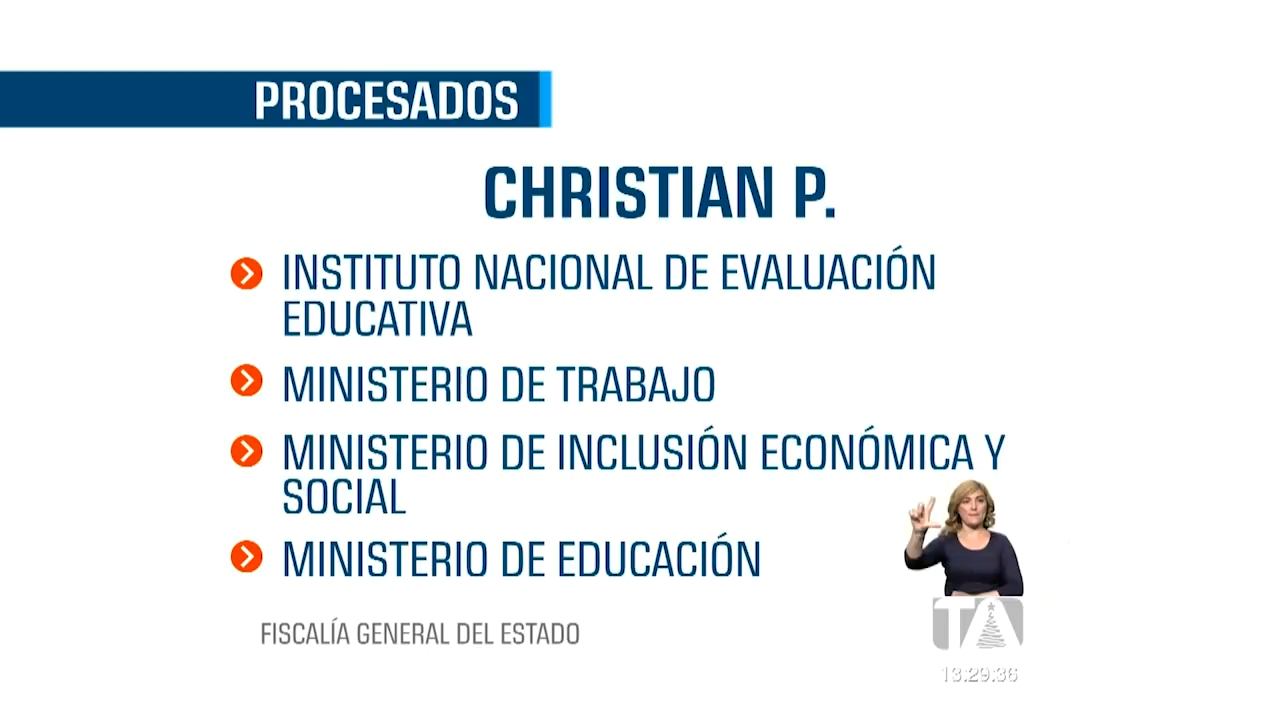 PROCESADOS
CHRISTIAN P.
INSTITUTO NACIONAL DE EVALUACIÓN
EDUCATIVA
MINISTERIO DE TRABAJO
MINISTERIO DE INCLUSIÓN ECONÓMICA Y
SOCIAL
MINISTERIO DE EDUCACIÓN
FISCALÍA GENERAL DEL ESTADO
TA
13:29:36